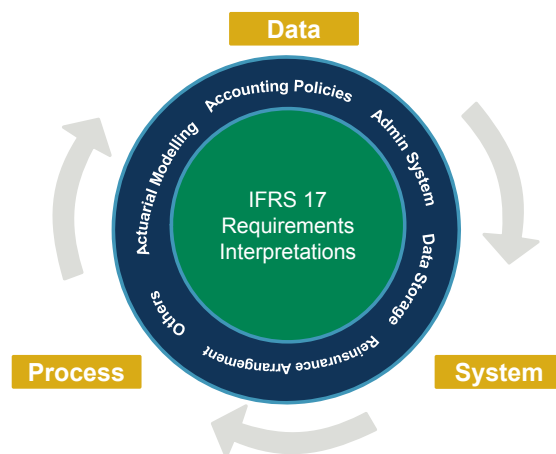 Data
Accounting Policies
Admin System
Data Storage
Reinsurance Arrangement
Others
Actuarial Modelling
IFRS 17
Requirements
Interpretations
Process
System